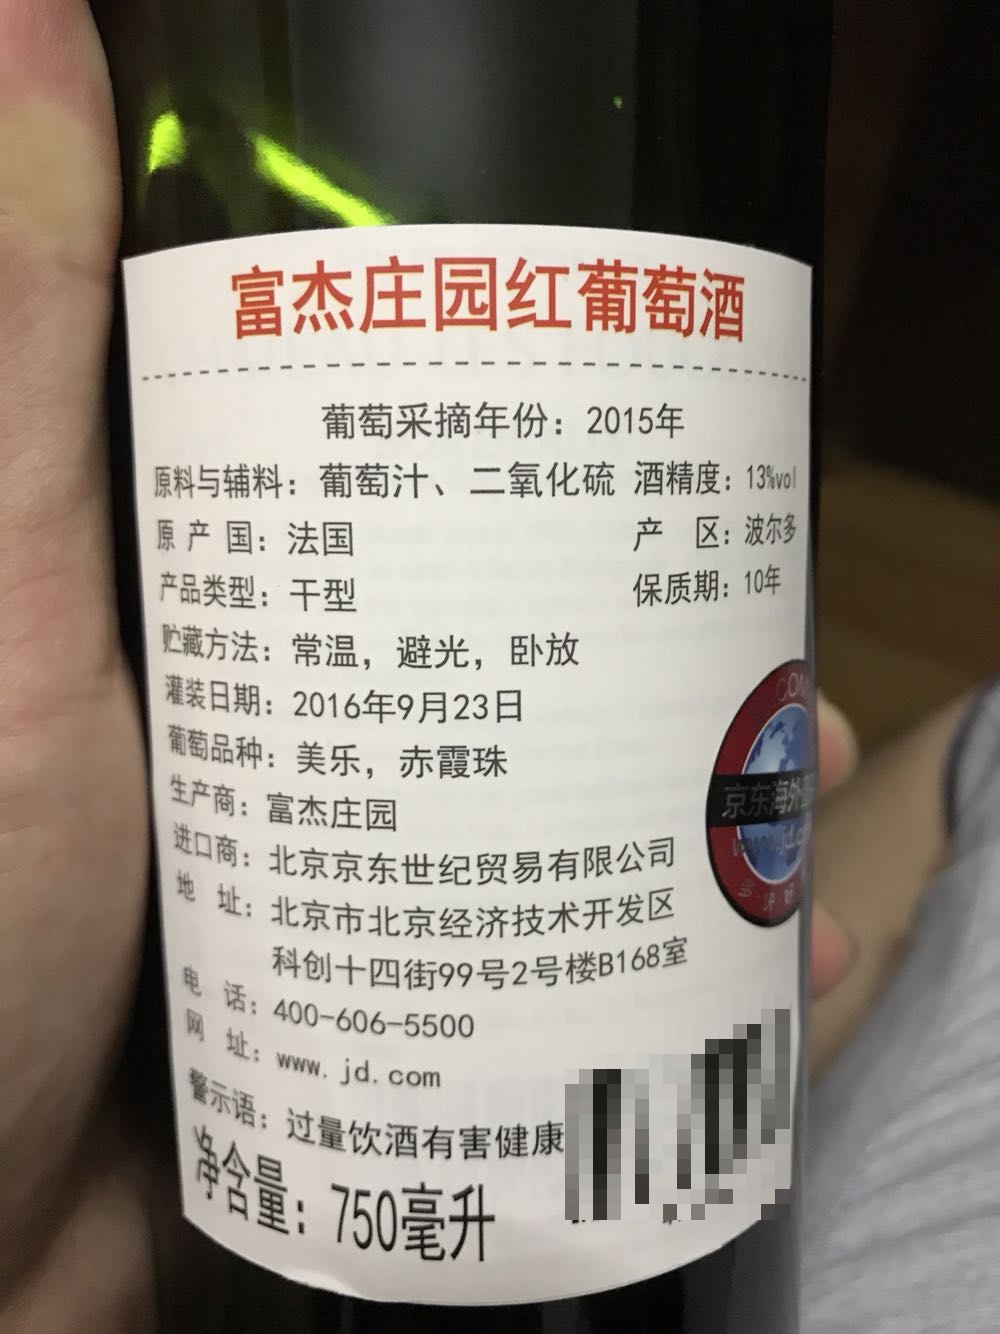 富杰庄园红葡萄酒
葡萄采摘年份：2015年
原料与辅料：葡萄汁、二氧化硫 酒精度：13%vol
原产国：法国 产区：波尔多
产品类型：干型 保质期：10年
贮藏方法：常温，避光，卧放
灌装日期：2016年9月23日
葡萄品种：美乐，赤霞珠
生产商：富杰庄园
进口商：北京京东世纪贸易有限公司
地址：北京市北京经济技术开发区
科创十四街99号2号楼B168室
电话：400-606-5500
网址：www.jd.com
警示语：过量饮酒有害健康
净含量：750毫升
京东海外